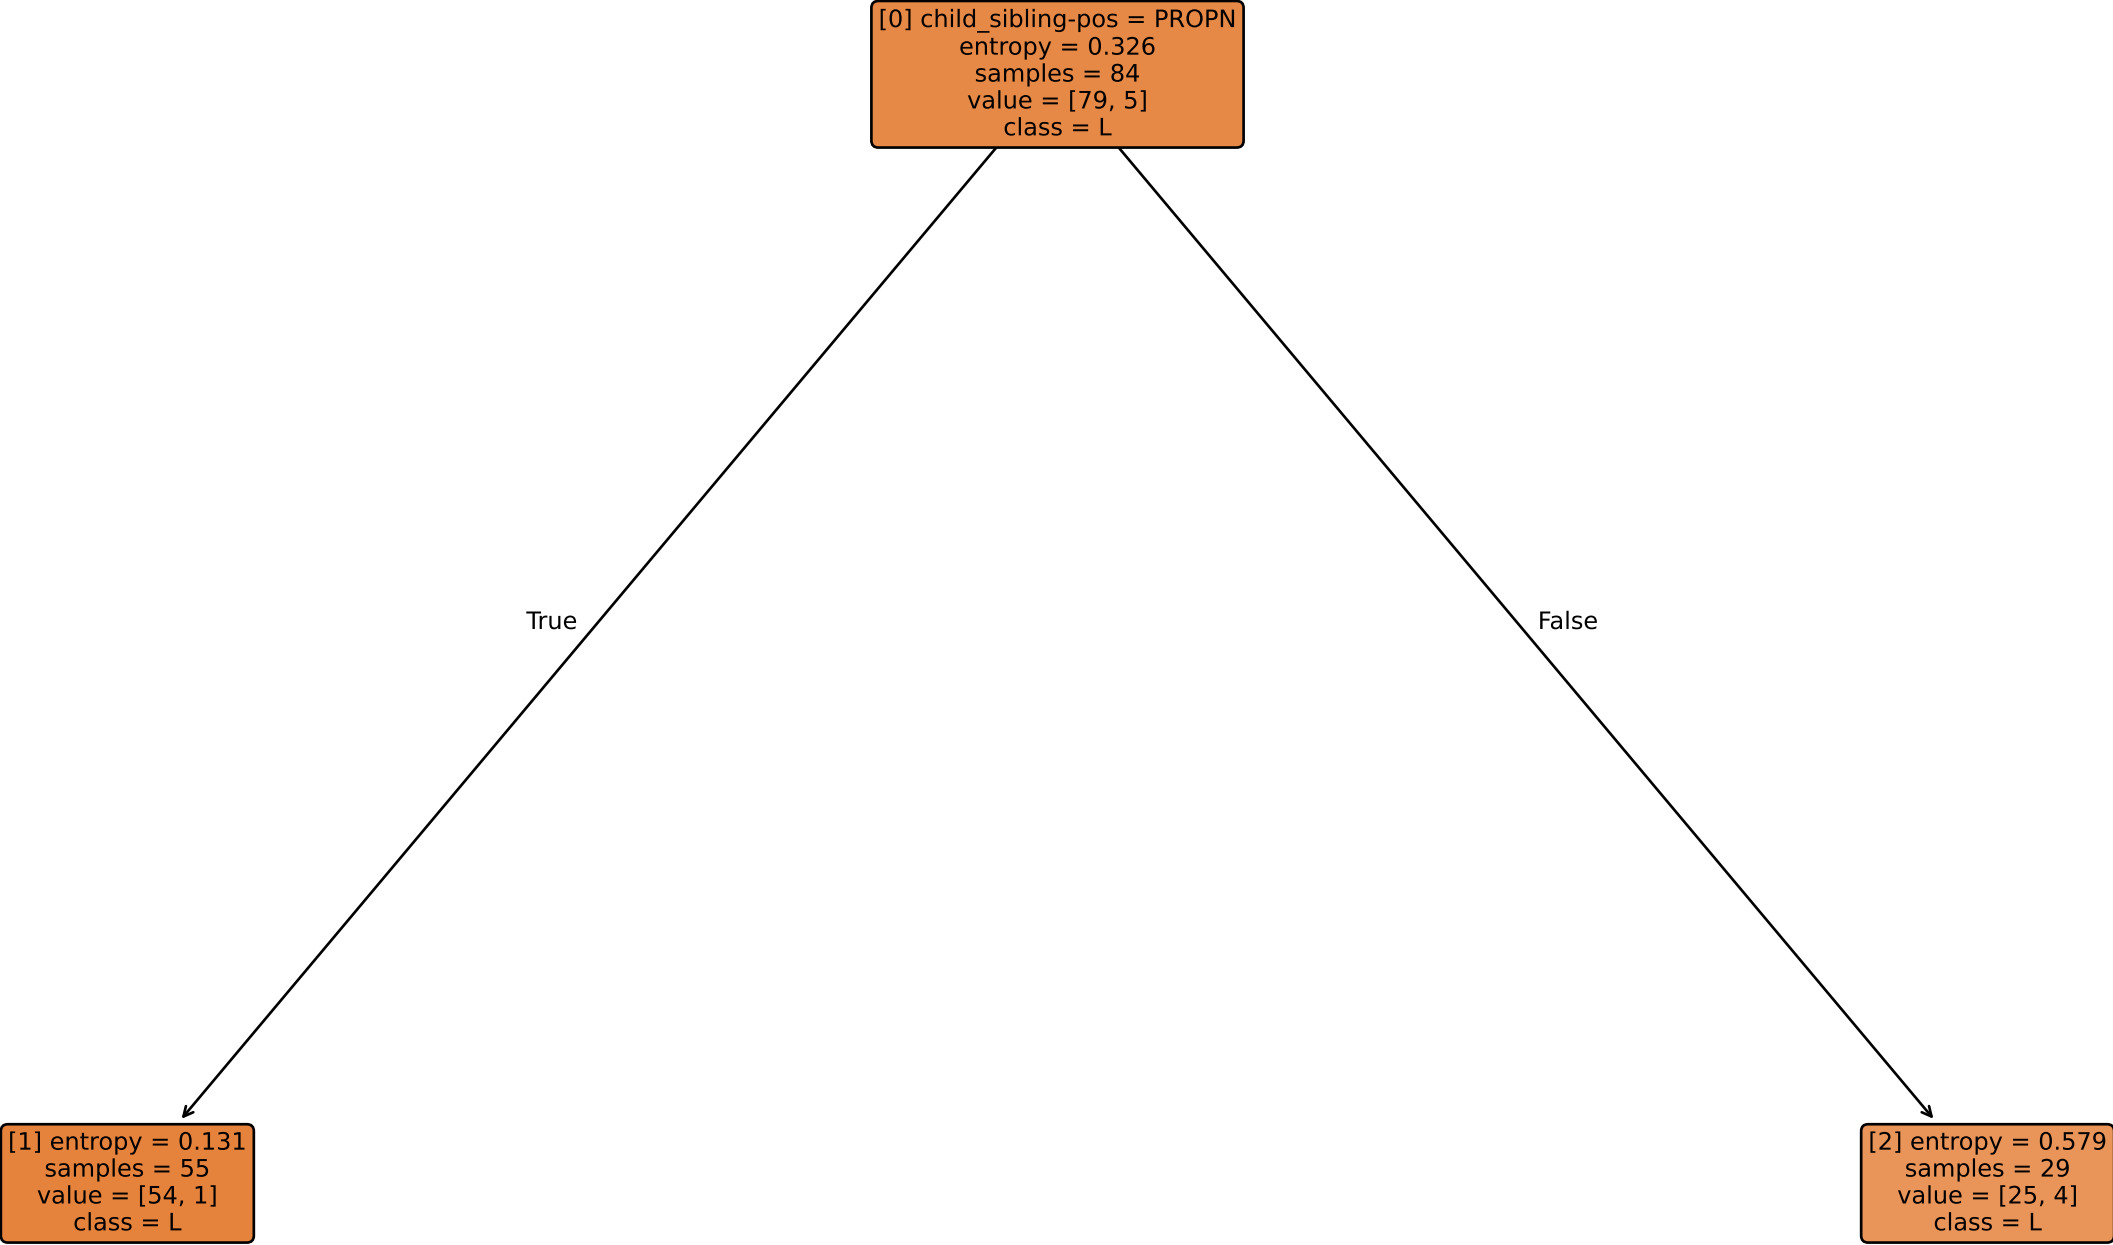 [0] child_sibling-pos = PROPN
entropy = 0.326
samples = 84
value = [79, 5]
class = L
True
False
[1] entropy = 0.131
samples = 55
value = [54, 1]
class = L
[2] entropy = 0.579
samples = 29
value = [25, 4]
class = L